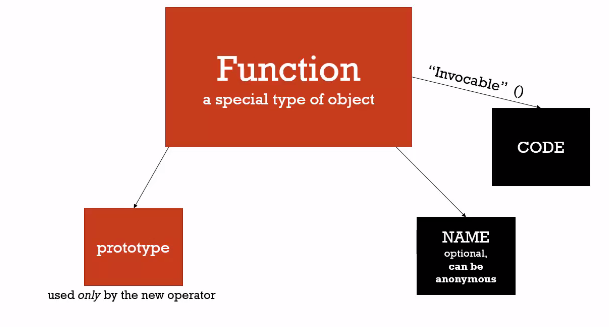 Function
a special type of object
"Invocable" ()
CODE
prototype
used only by the new operator
NAME
optional,
can be
anonymous